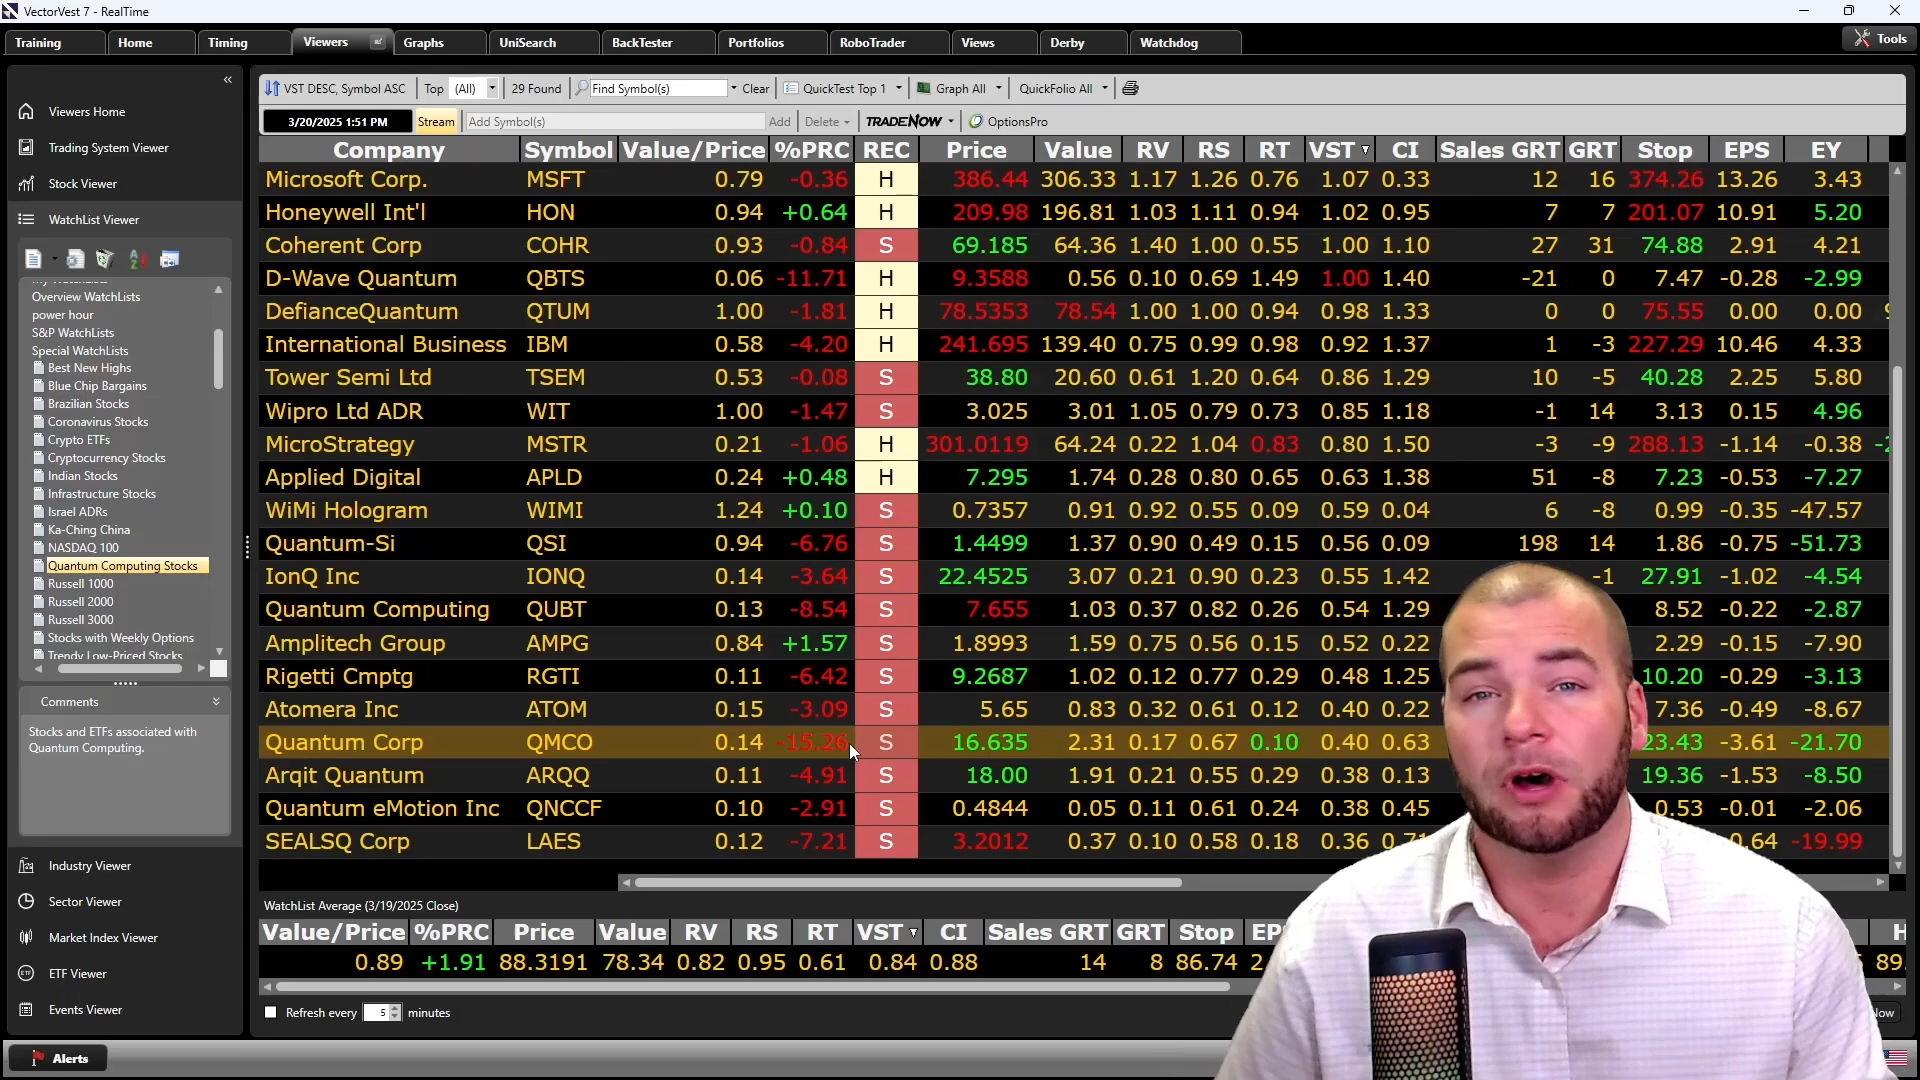 VectorVest 7 - RealTime
Training Home Timing Viewers Graphs UniSearch BackTester Portfolios RoboTrader Views Derby Watchdog Tools
«
Viewers Home
Trading System Viewer
Stock Viewer
WatchList Viewer
Overview WatchLists
power hour
S&P WatchLists
Special WatchLists
Best New Highs
Blue Chip Bargains
Brazilian Stocks
Coronavirus Stocks
Crypto ETFs
Cryptocurrency Stocks
Indian Stocks
Infrastructure Stocks
Israel ADRs
Ka-Ching China
NASDAQ 100
Quantum Computing Stocks
Russell 1000
Russell 2000
Russell 3000
Stocks with Weekly Options
Trendy Low-Priced Stocks
Comments
Stocks and ETFs associated with
Quantum Computing.
Industry Viewer
Sector Viewer
Market Index Viewer
ETF Viewer
Events Viewer
Alerts
VST DESC, Symbol ASC Top (All) 29 Found Find Symbol(s) Clear QuickTest Top 1 Graph All QuickFolio All
3/20/2025 1:51 PM Stream Add Symbol(s) Add Delete TRADENOW OptionsPro
Company Symbol Value/Price %PRC REC Price Value RV RS RT VST CI Sales GRT GRT Stop EPS EY
Microsoft Corp. MSFT 0.79 -0.36 H 386.44 306.33 1.17 1.26 0.76 1.07 0.33 12 16 374.26 13.26 3.43
Honeywell Int'l HON 0.94 +0.64 H 209.98 196.81 1.03 1.11 0.94 1.02 0.95 7 7 201.07 10.91 5.20
Coherent Corp COHR 0.93 -0.84 S 69.185 64.36 1.40 1.00 0.55 1.00 1.10 27 31 74.88 2.91 4.21
D-Wave Quantum QBTS 0.06 -11.71 H 9.3588 0.56 0.10 0.69 1.49 1.00 1.40 -21 0 7.47 -0.28 -2.99
DefianceQuantum QTUM 1.00 -1.81 H 78.5353 78.54 1.00 1.00 0.94 0.98 1.33 0 0 75.55 0.00 0.00
International Business IBM 0.58 -4.20 H 241.695 139.40 0.75 0.99 0.98 0.92 1.37 1 -3 227.29 10.46 4.33
Tower Semi Ltd TSEM 0.53 -0.08 S 38.80 20.60 0.61 1.20 0.64 0.86 1.29 10 -5 40.28 2.25 5.80
Wipro Ltd ADR WIT 1.00 -1.47 S 3.025 3.01 1.05 0.79 0.73 0.85 1.18 -1 14 3.13 0.15 4.96
MicroStrategy MSTR 0.21 -1.06 H 301.0119 64.24 0.22 1.04 0.83 0.80 1.50 -3 -9 288.13 -1.14 -0.38
Applied Digital APLD 0.24 +0.48 H 7.295 1.74 0.28 0.80 0.65 0.63 1.38 51 -8 7.23 -0.53 -7.27
WiMi Hologram WIMI 1.24 +0.10 S 0.7357 0.91 0.92 0.55 0.09 0.59 0.04 6 -8 0.99 -0.35 -47.57
Quantum-Si QSI 0.94 -6.76 S 1.4499 1.37 0.90 0.49 0.15 0.56 0.09 198 14 1.86 -0.75 -51.73
IonQ Inc IONQ 0.14 -3.64 S 22.4525 3.07 0.21 0.90 0.23 0.55 1.42 -1 27.91 -1.02 -4.54
Quantum Computing QUBT 0.13 -8.54 S 7.655 1.03 0.37 0.82 0.26 0.54 1.29 8.52 -0.22 -2.87
Amplitech Group AMPG 0.84 +1.57 S 1.8993 1.59 0.75 0.56 0.15 0.52 0.22 2.29 -0.15 -7.90
Rigetti Cmptg RGTI 0.11 -6.42 S 9.2687 1.02 0.12 0.77 0.29 0.48 1.25 10.20 -0.29 -3.13
Atomera Inc ATOM 0.15 -3.09 S 5.65 0.83 0.32 0.61 0.12 0.40 0.22 7.36 -0.49 -8.67
Quantum Corp QMCO 0.14 -15.26 S 16.635 2.31 0.17 0.67 0.10 0.40 0.63 23.43 -3.61 -21.70
Arqit Quantum ARQQ 0.11 -4.91 S 18.00 1.91 0.21 0.55 0.29 0.38 0.13 19.36 -1.53 -8.50
Quantum eMotion Inc QNCCF 0.10 -2.91 S 0.4844 0.05 0.11 0.61 0.24 0.38 0.45 0.53 -0.01 -2.06
SEALSQ Corp LAES 0.12 -7.21 S 3.2012 0.37 0.10 0.58 0.18 0.36 -19.99
WatchList Average (3/19/2025 Close)
Value/Price %PRC Price Value RV RS RT VST CI Sales GRT GRT Stop
0.89 +1.91 88.3191 78.34 0.82 0.95 0.61 0.84 0.88 14 8 86.74
Refresh every 5 minutes